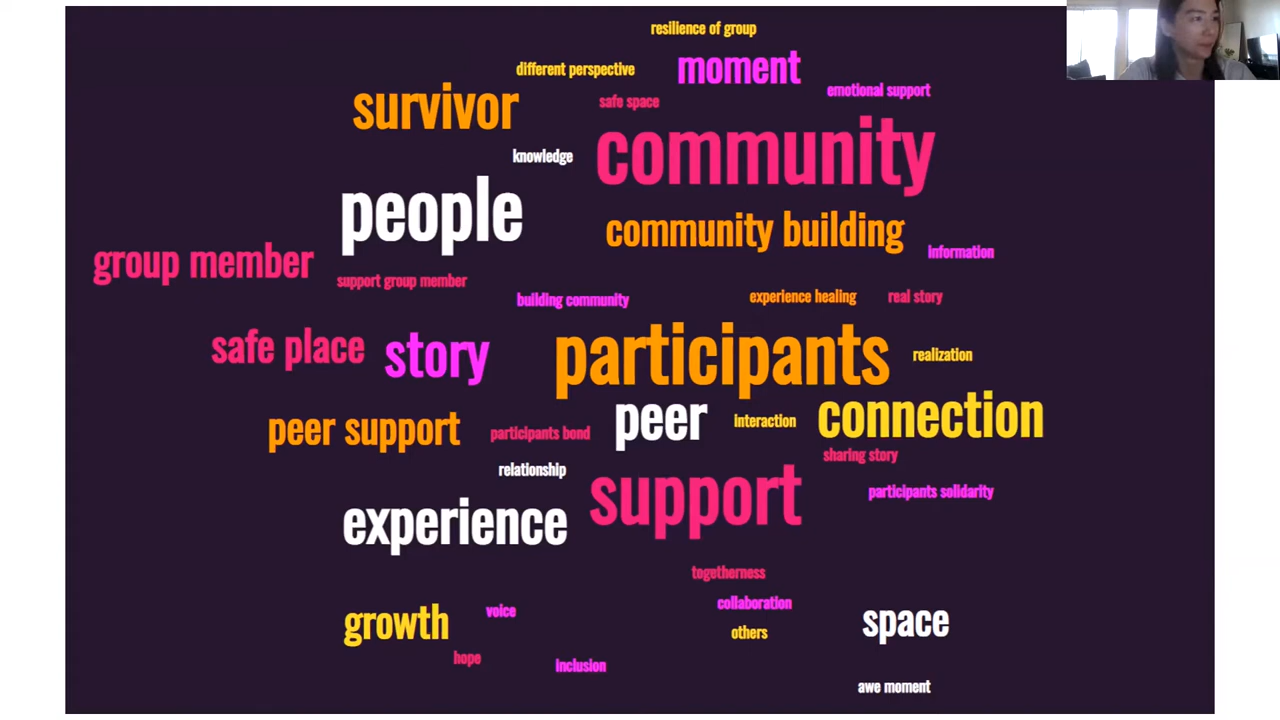 resilience of group
different perspective
moment
survivor
safe space
emotional support
knowledge
community
people
community building
group member
support group member
information
building community
experience healing
real story
safe place
story
participants
realization
peer support
participants bond
peer
interaction
connection
relationship
sharing story
support
participants solidarity
experience
togetherness
growth
voice
collaboration
others
space
hope
inclusion
awe moment